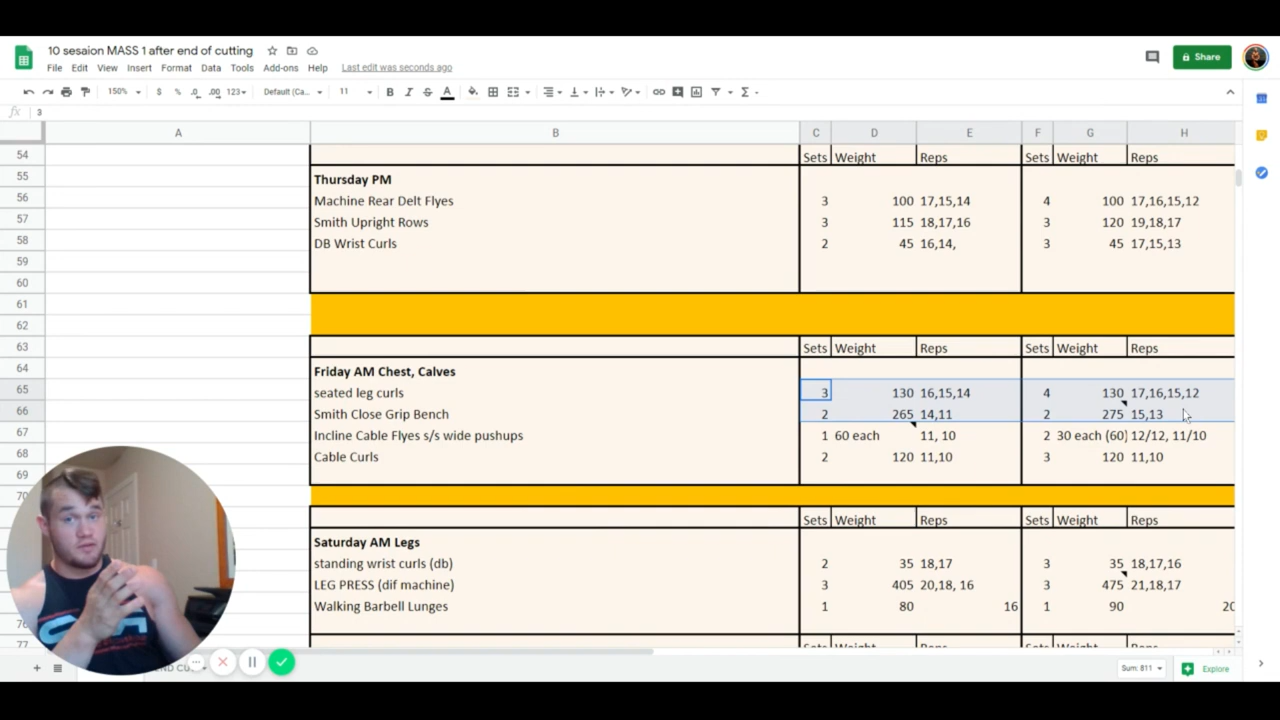 10 sesaion MASS 1 after end of cutting
File Edit View Insert Format Data Tools Add-ons Help Last edit was seconds ago
Share
150% $ % .0 .00 123 Default (Ca... 11 B I S A
fx 3
A B C D E F G H
54 Sets Weight Reps Sets Weight Reps
55 Thursday PM
56 Machine Rear Delt Flyes 3 100 17,15,14 4 100 17,16,15,12
57 Smith Upright Rows 3 115 18,17,16 3 120 19,18,17
58 DB Wrist Curls 2 45 16,14, 3 45 17,15,13
59
60
61
62
63 Sets Weight Reps Sets Weight Reps
64 Friday AM Chest, Calves
65 seated leg curls 3 130 16,15,14 4 130 17,16,15,12
66 Smith Close Grip Bench 2 265 14,11 2 275 15,13
67 Incline Cable Flyes s/s wide pushups 1 60 each 11, 10 2 30 each (60) 12/12, 11/10
68 Cable Curls 2 120 11,10 3 120 11,10
69
70
Sets Weight Reps Sets Weight Reps
Saturday AM Legs
standing wrist curls (db) 2 35 18,17 3 35 18,17,16
LEG PRESS (dif machine) 3 405 20,18, 16 3 475 21,18,17
Walking Barbell Lunges 1 80 16 1 90 20
76
77 Sets Weight Reps Sets Weight Reps
Sum: 811 Explore